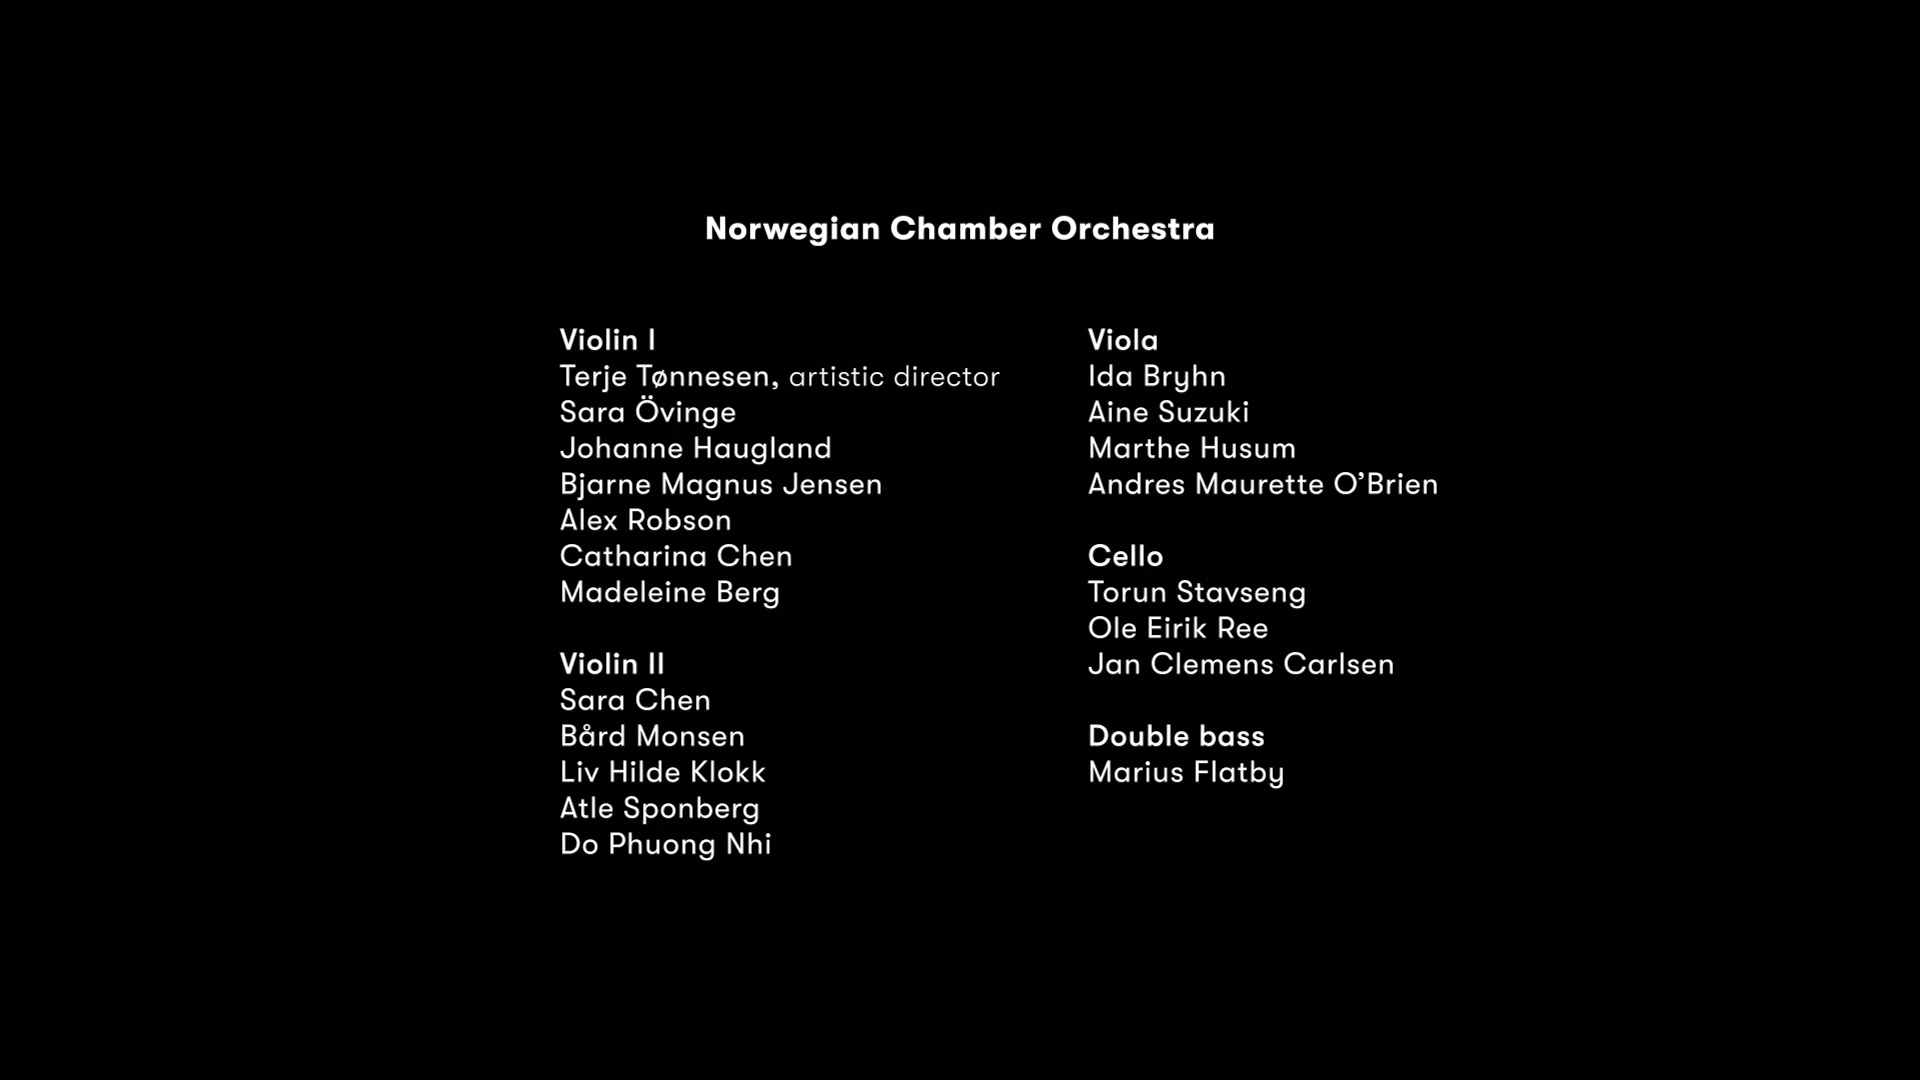 Norwegian Chamber Orchestra
Violin I
Terje Tønnesen, artistic director
Sara Övinge
Johanne Haugland
Bjarne Magnus Jensen
Alex Robson
Catharina Chen
Madeleine Berg
Violin II
Sara Chen
Bård Monsen
Liv Hilde Klokk
Atle Sponberg
Do Phuong Nhi
Viola
Ida Bryhn
Aine Suzuki
Marthe Husum
Andres Maurette O’Brien
Cello
Torun Stavseng
Ole Eirik Ree
Jan Clemens Carlsen
Double bass
Marius Flatby